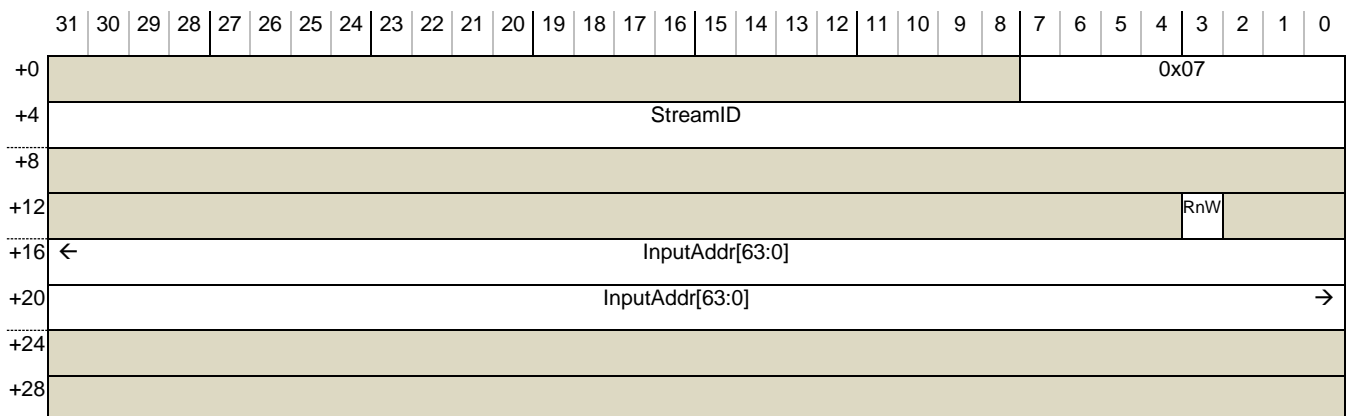 31 30 29 28 27 26 25 24 23 22 21 20 19 18 17 16 15 14 13 12 11 10 9 8 7 6 5 4 3 2 1 0
+0 0x07
+4 StreamID
+8
+12 RnW
+16 ← InputAddr[63:0]
+20 InputAddr[63:0] →
+24
+28